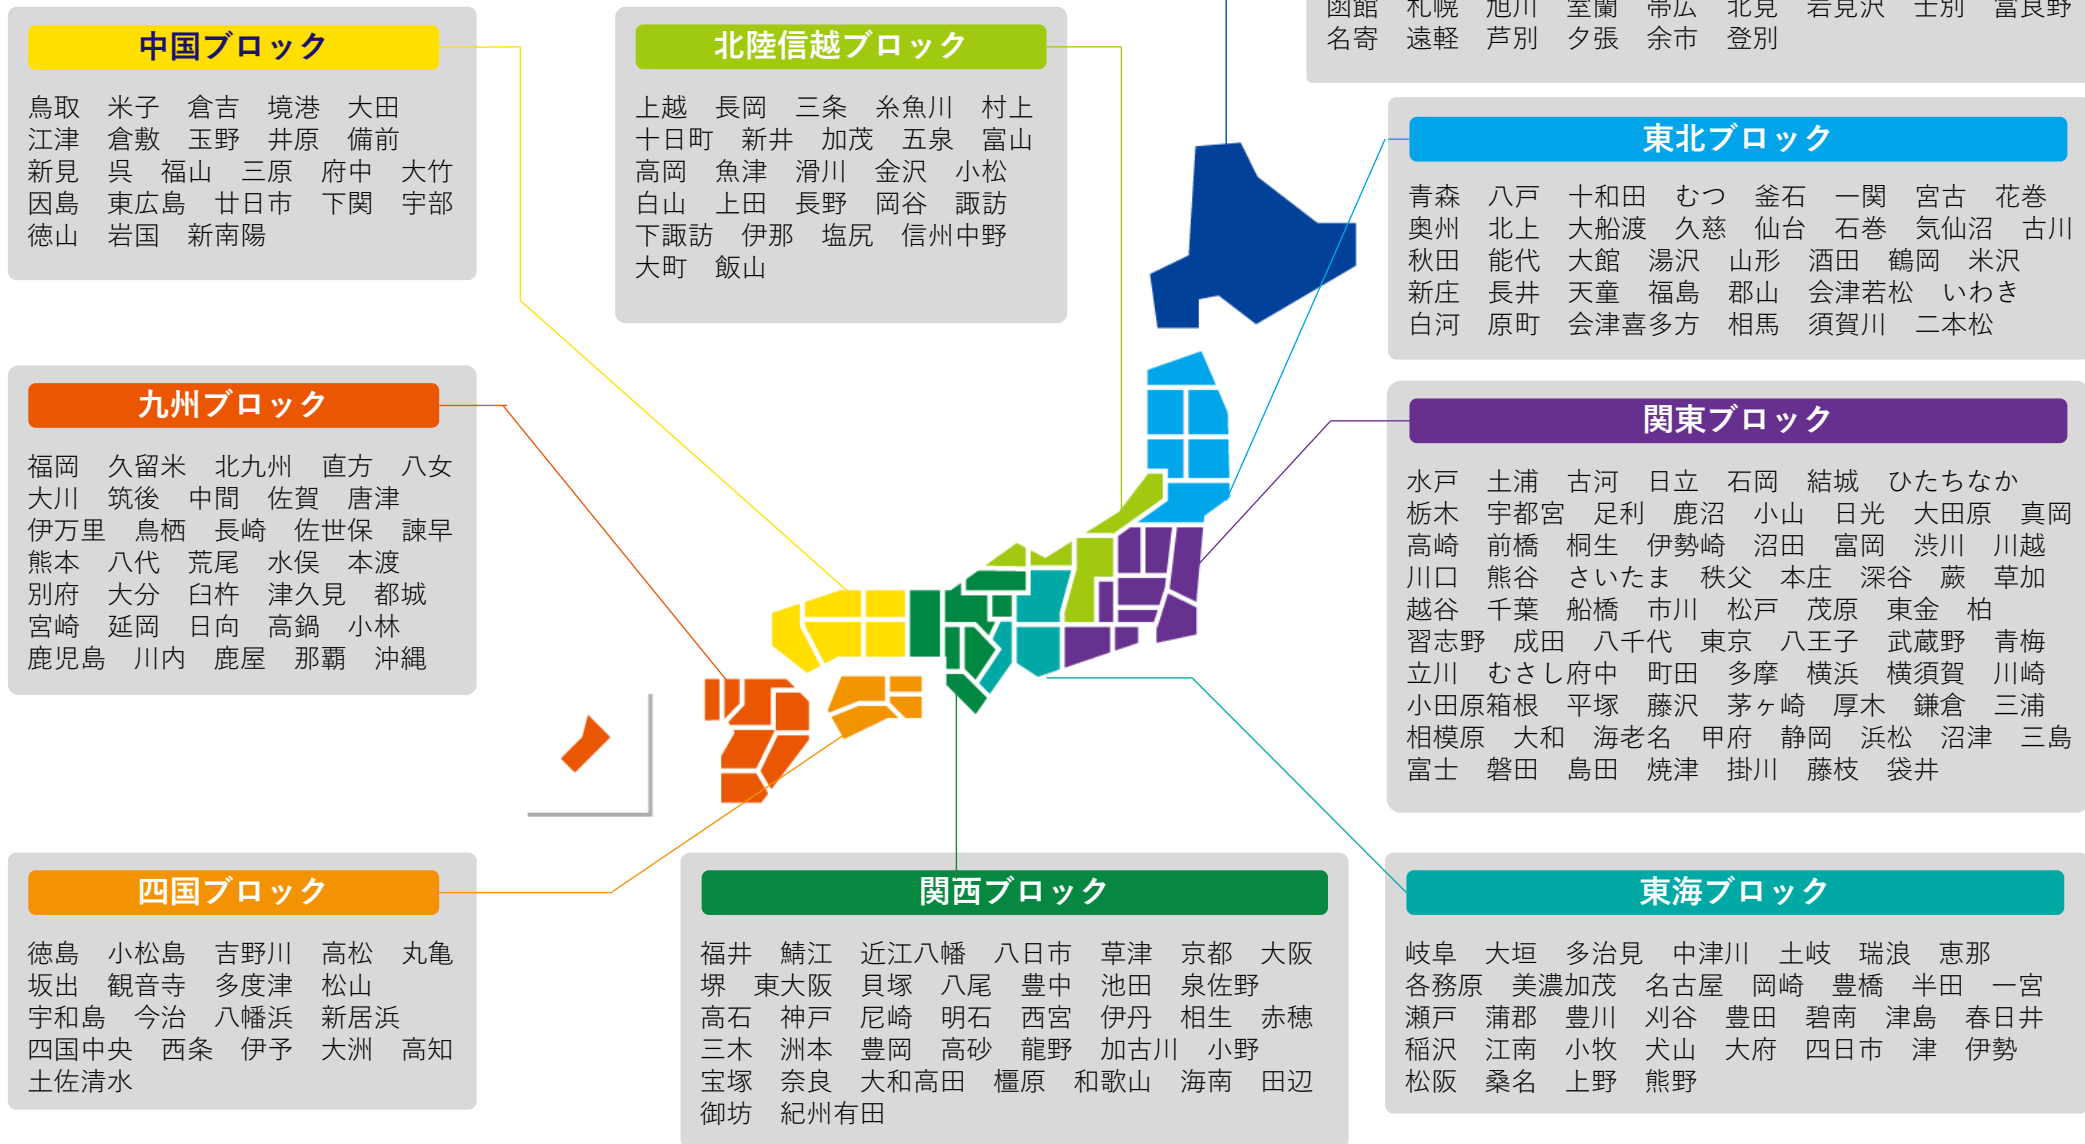 中国ブロック
鳥取 米子 倉吉 境港 大田
江津 倉敷 玉野 井原 備前
新見 呉 福山 三原 府中 大竹
因島 東広島 廿日市 下関 宇部
徳山 岩国 新南陽
北陸信越ブロック
上越 長岡 三条 糸魚川 村上
十日町 新井 加茂 五泉 富山
高岡 魚津 滑川 金沢 小松
白山 上田 長野 岡谷 諏訪
下諏訪 伊那 塩尻 信州中野
大町 飯山
函館 札幌 旭川 室蘭 帯広 北見 岩見沢 士別 富良野
名寄 遠軽 芦別 夕張 余市 登別
東北ブロック
青森 八戸 十和田 むつ 釜石 一関 宮古 花巻
奥州 北上 大船渡 久慈 仙台 石巻 気仙沼 古川
秋田 能代 大館 湯沢 山形 酒田 鶴岡 米沢
新庄 長井 天童 福島 郡山 会津若松 いわき
白河 原町 会津喜多方 相馬 須賀川 二本松
九州ブロック
福岡 久留米 北九州 直方 八女
大川 筑後 中間 佐賀 唐津
伊万里 鳥栖 長崎 佐世保 諫早
熊本 八代 荒尾 水俣 本渡
別府 大分 臼杵 津久見 都城
宮崎 延岡 日向 高鍋 小林
鹿児島 川内 鹿屋 那覇 沖縄
関東ブロック
水戸 土浦 古河 日立 石岡 結城 ひたちなか
栃木 宇都宮 足利 鹿沼 小山 日光 大田原 真岡
高崎 前橋 桐生 伊勢崎 沼田 富岡 渋川 川越
川口 熊谷 さいたま 秩父 本庄 深谷 蕨 草加
越谷 千葉 船橋 市川 松戸 茂原 東金 柏
習志野 成田 八千代 東京 八王子 武蔵野 青梅
立川 むさし府中 町田 多摩 横浜 横須賀 川崎
小田原箱根 平塚 藤沢 茅ヶ崎 厚木 鎌倉 三浦
相模原 大和 海老名 甲府 静岡 浜松 沼津 三島
富士 磐田 島田 焼津 掛川 藤枝 袋井
四国ブロック
徳島 小松島 吉野川 高松 丸亀
坂出 観音寺 多度津 松山
宇和島 今治 八幡浜 新居浜
四国中央 西条 伊予 大洲 高知
土佐清水
関西ブロック
福井 鯖江 近江八幡 八日市 草津 京都 大阪
堺 東大阪 貝塚 八尾 豊中 池田 泉佐野
高石 神戸 尼崎 明石 西宮 伊丹 相生 赤穂
三木 洲本 豊岡 高砂 龍野 加古川 小野
宝塚 奈良 大和高田 橿原 和歌山 海南 田辺
御坊 紀州有田
東海ブロック
岐阜 大垣 多治見 中津川 土岐 瑞浪 恵那
各務原 美濃加茂 名古屋 岡崎 豊橋 半田 一宮
瀬戸 蒲郡 豊川 刈谷 豊田 碧南 津島 春日井
稲沢 江南 小牧 犬山 大府 四日市 津 伊勢
松阪 桑名 上野 熊野